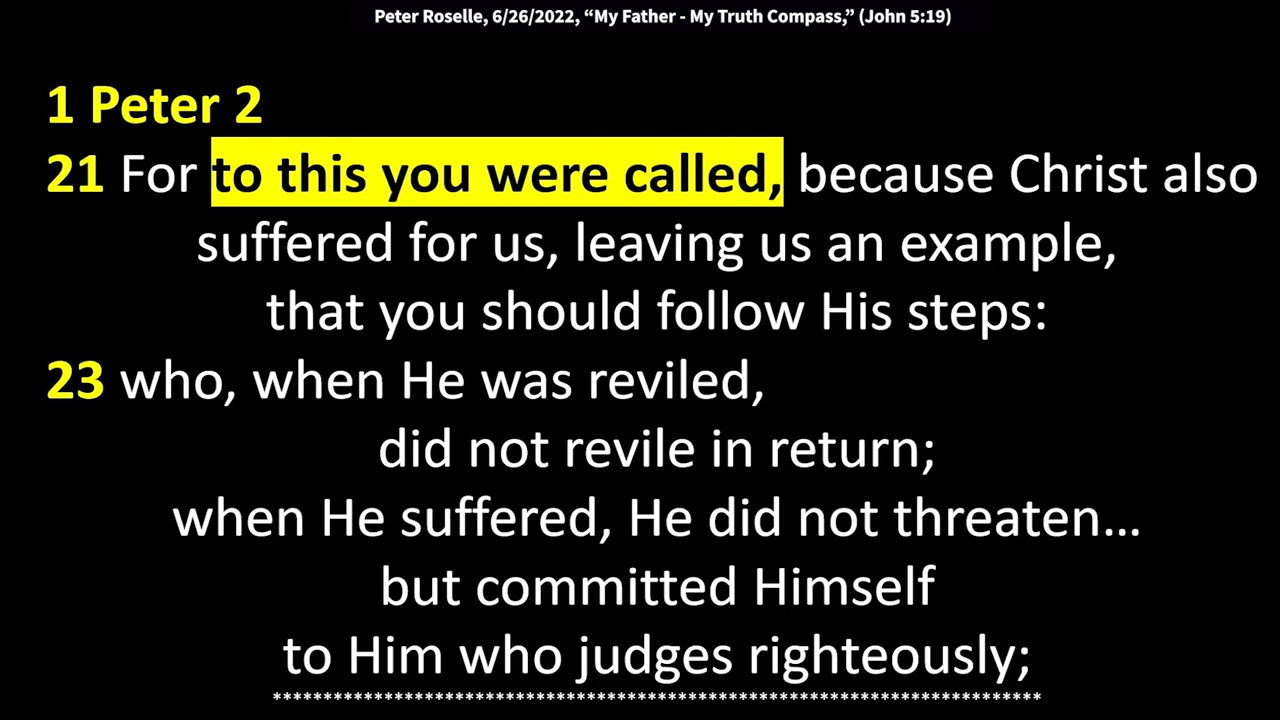 Peter Roselle, 6/26/2022, “My Father - My Truth Compass,” (John 5:19)
1 Peter 2
21 For to this you were called, because Christ also
suffered for us, leaving us an example,
that you should follow His steps:
23 who, when He was reviled,
did not revile in return;
when He suffered, He did not threaten…
but committed Himself
to Him who judges righteously;
******************************************************************************